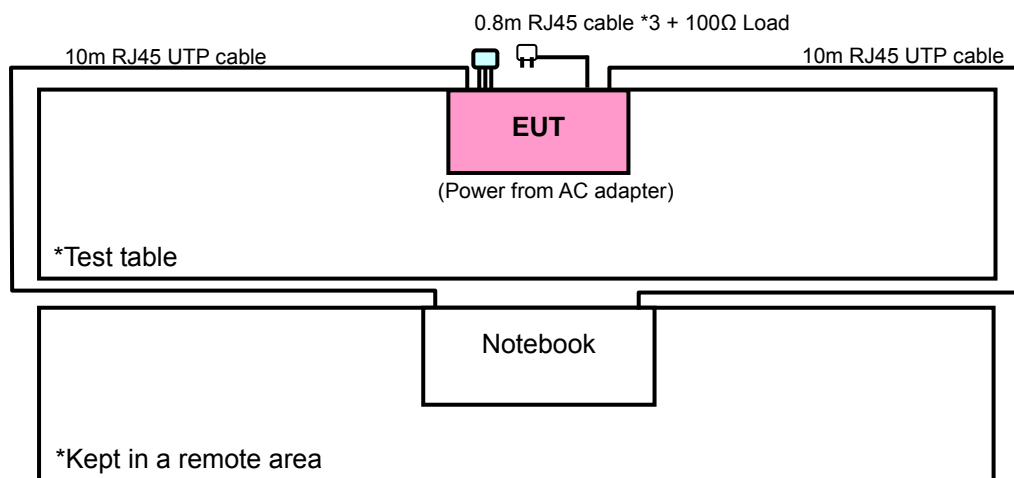 0.8m RJ45 cable *3 + 100Ω Load
10m RJ45 UTP cable
10m RJ45 UTP cable
EUT
(Power from AC adapter)
*Test table
Notebook
*Kept in a remote area